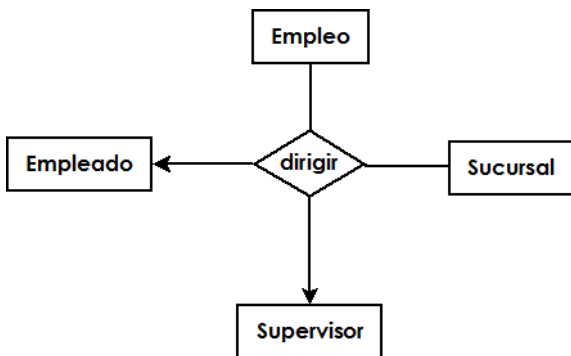 Empleo
Empleado
dirigir
Sucursal
Supervisor